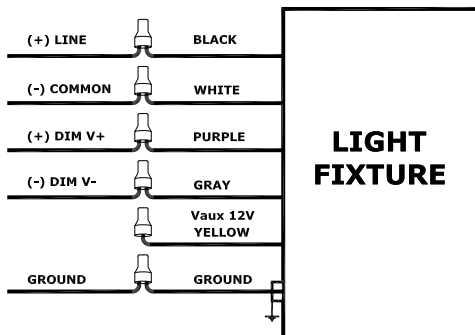 (+) LINE BLACK
(-) COMMON WHITE
(+) DIM V+ PURPLE
(-) DIM V- GRAY
Vaux 12V
YELLOW
GROUND GROUND
LIGHT
FIXTURE